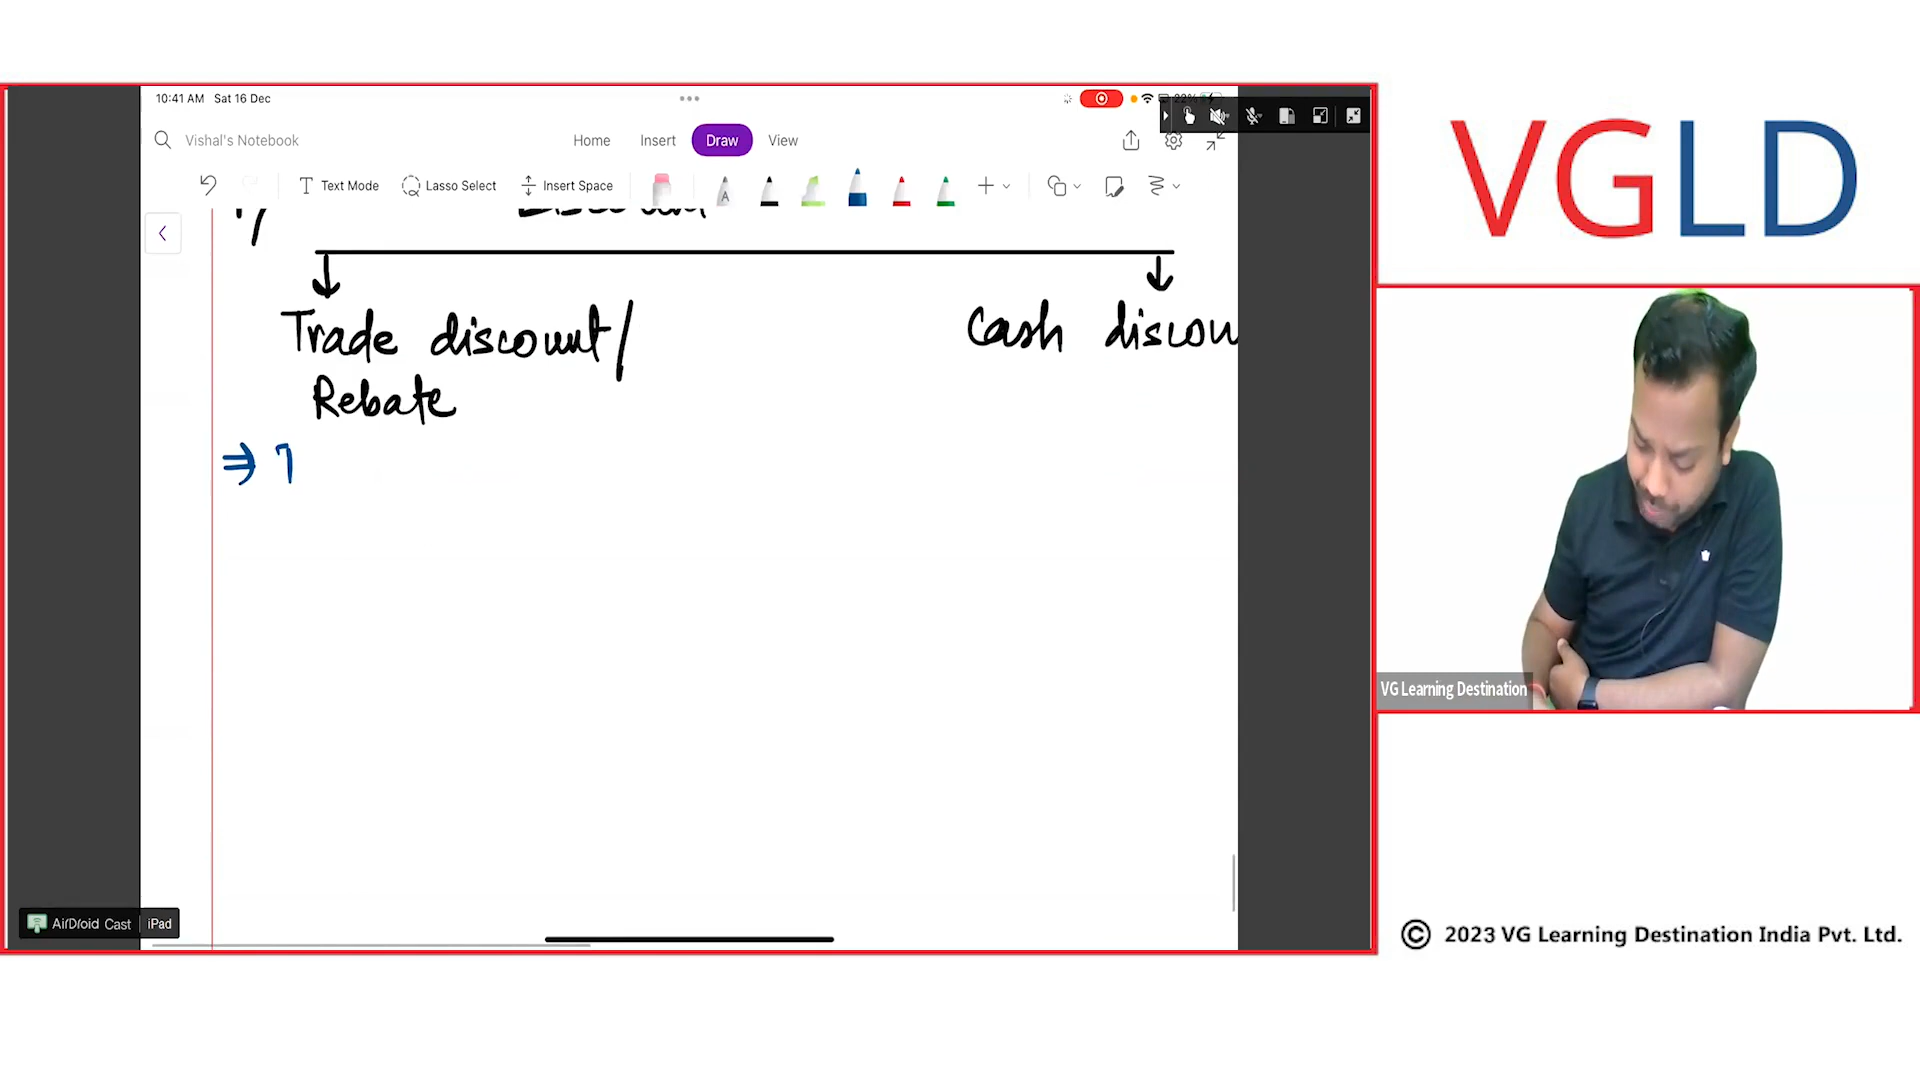 10:41 AM Sat 16 Dec
22%
VGLD
Vishal's Notebook
Home Insert Draw View
Text Mode Lasso Select Insert Space
A
Trade discount/
Rebate
Cash discou
⇒
VG Learning Destination
AirDroid Cast iPad
© 2023 VG Learning Destination India Pvt. Ltd.